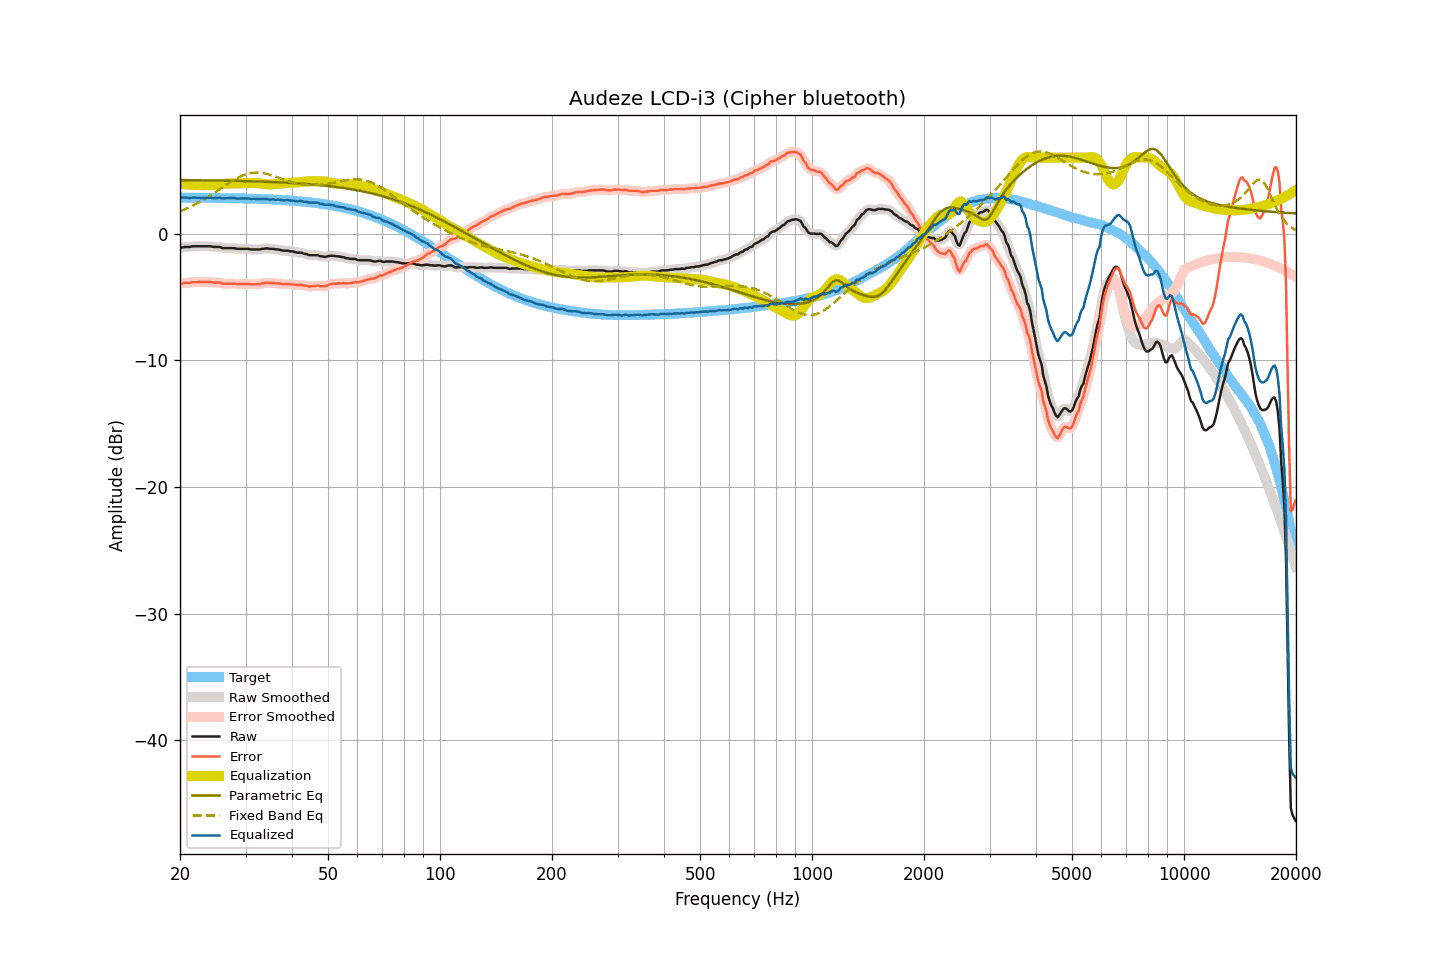 Audeze LCD-i3 (Cipher bluetooth)
Amplitude (dBr)
0
−10
−20
−30
−40
Target
Raw Smoothed
Error Smoothed
Raw
Error
Equalization
Parametric Eq
Fixed Band Eq
Equalized
20 50 100 200 500 1000 2000 5000 10000 20000
Frequency (Hz)